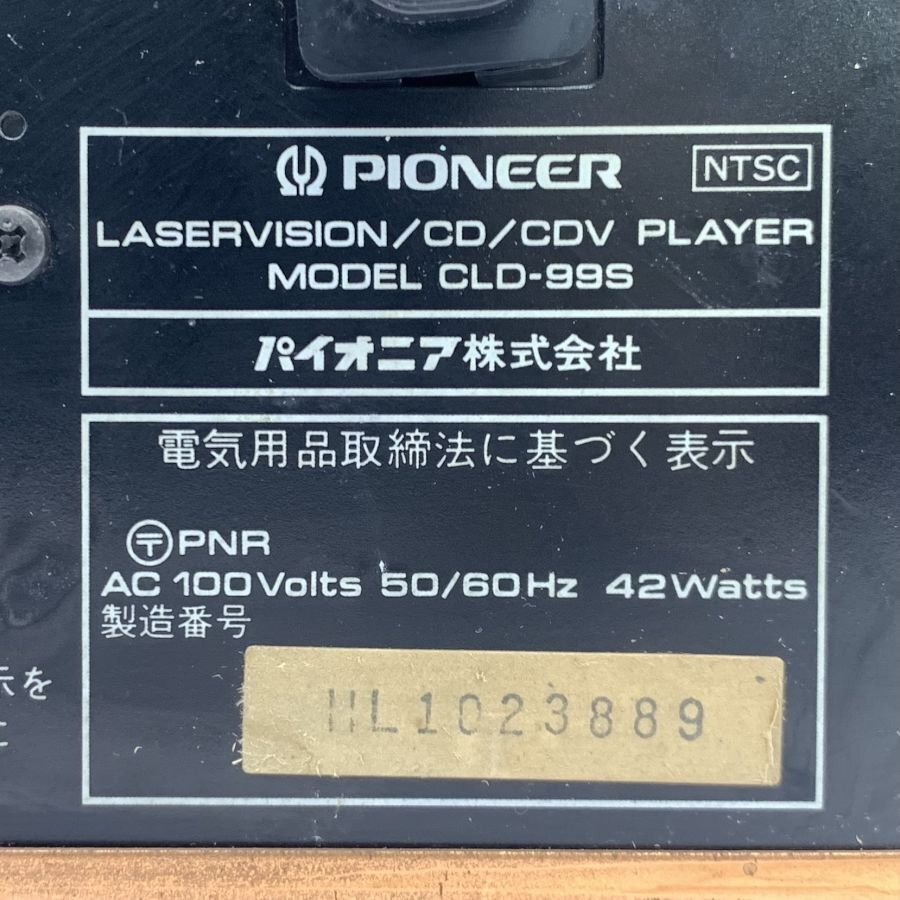 PIONEER NTSC
LASERVISION/CD/CDV PLAYER
MODEL CLD-99S
パイオニア株式会社
電気用品取締法に基づく表示
〒PNR
AC 100Volts 50/60Hz 42Watts
製造番号
示を